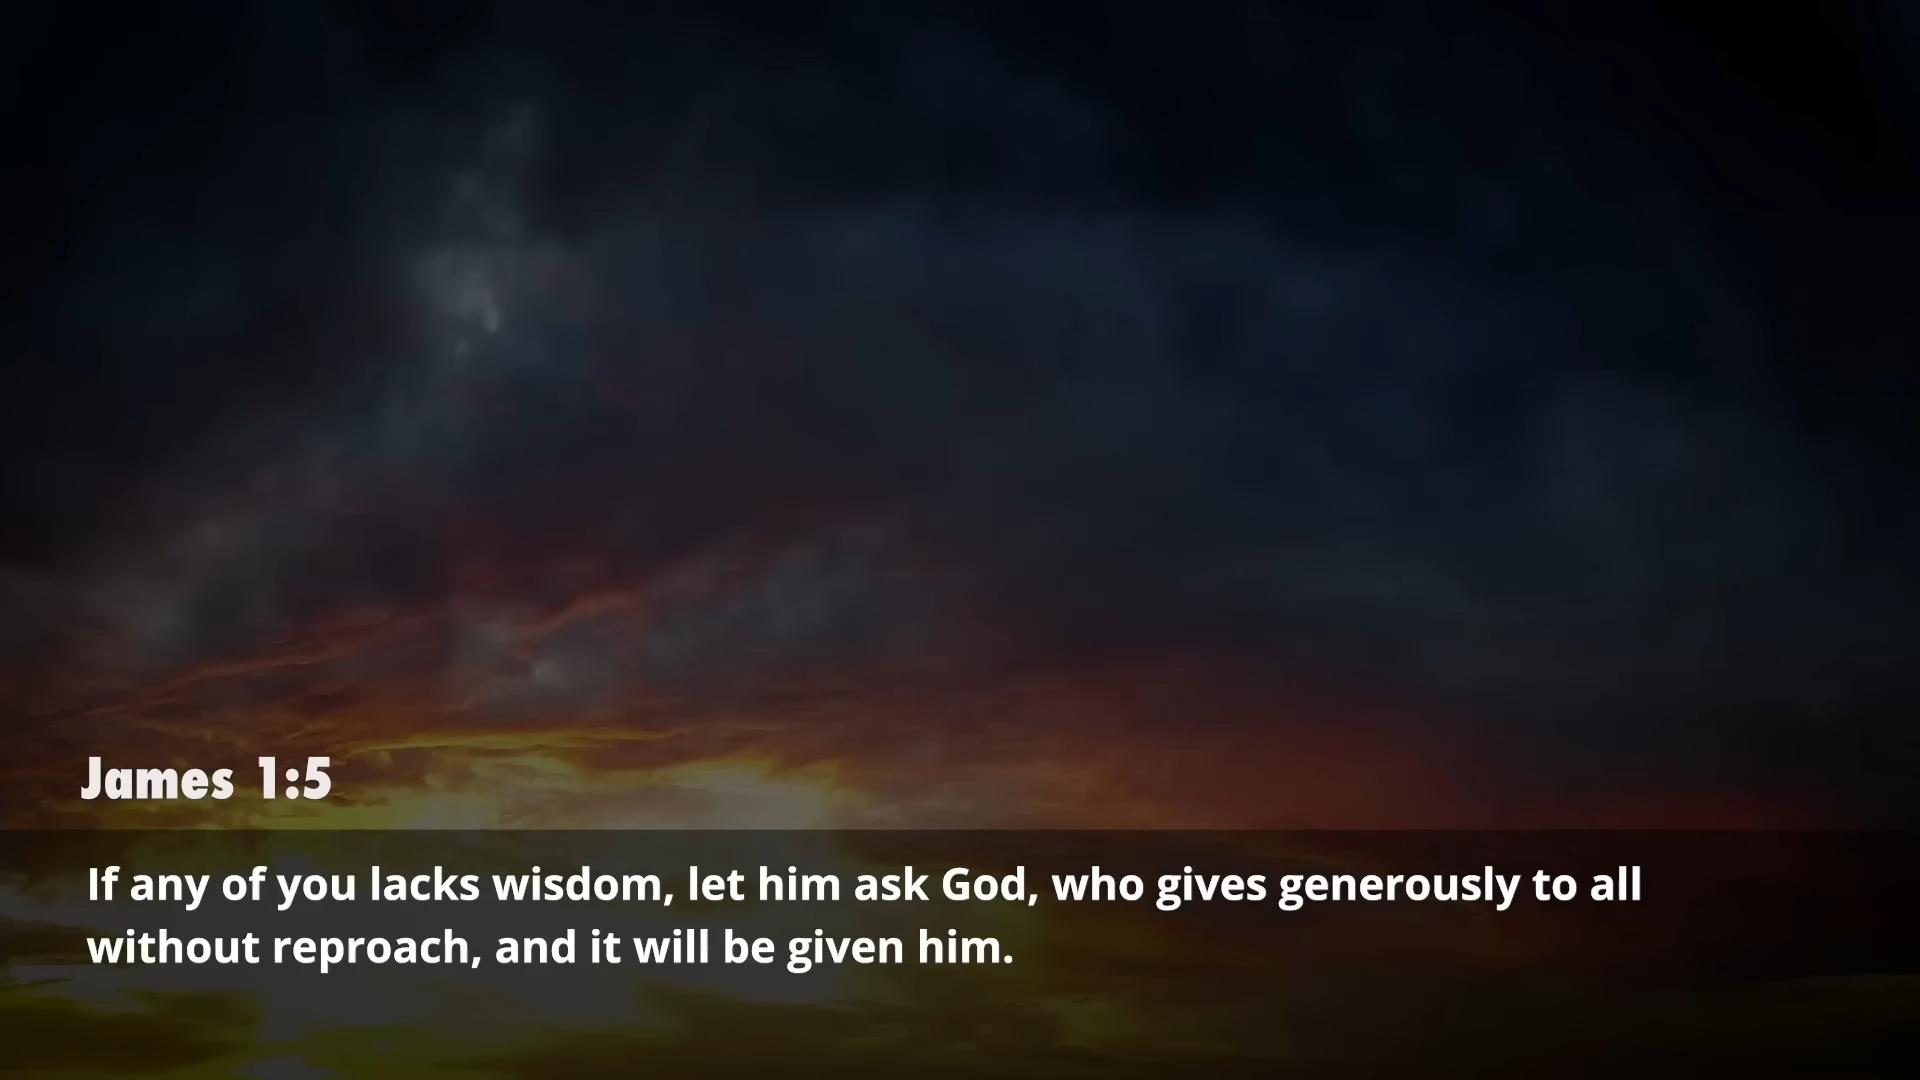 James 1:5
If any of you lacks wisdom, let him ask God, who gives generously to all
without reproach, and it will be given him.